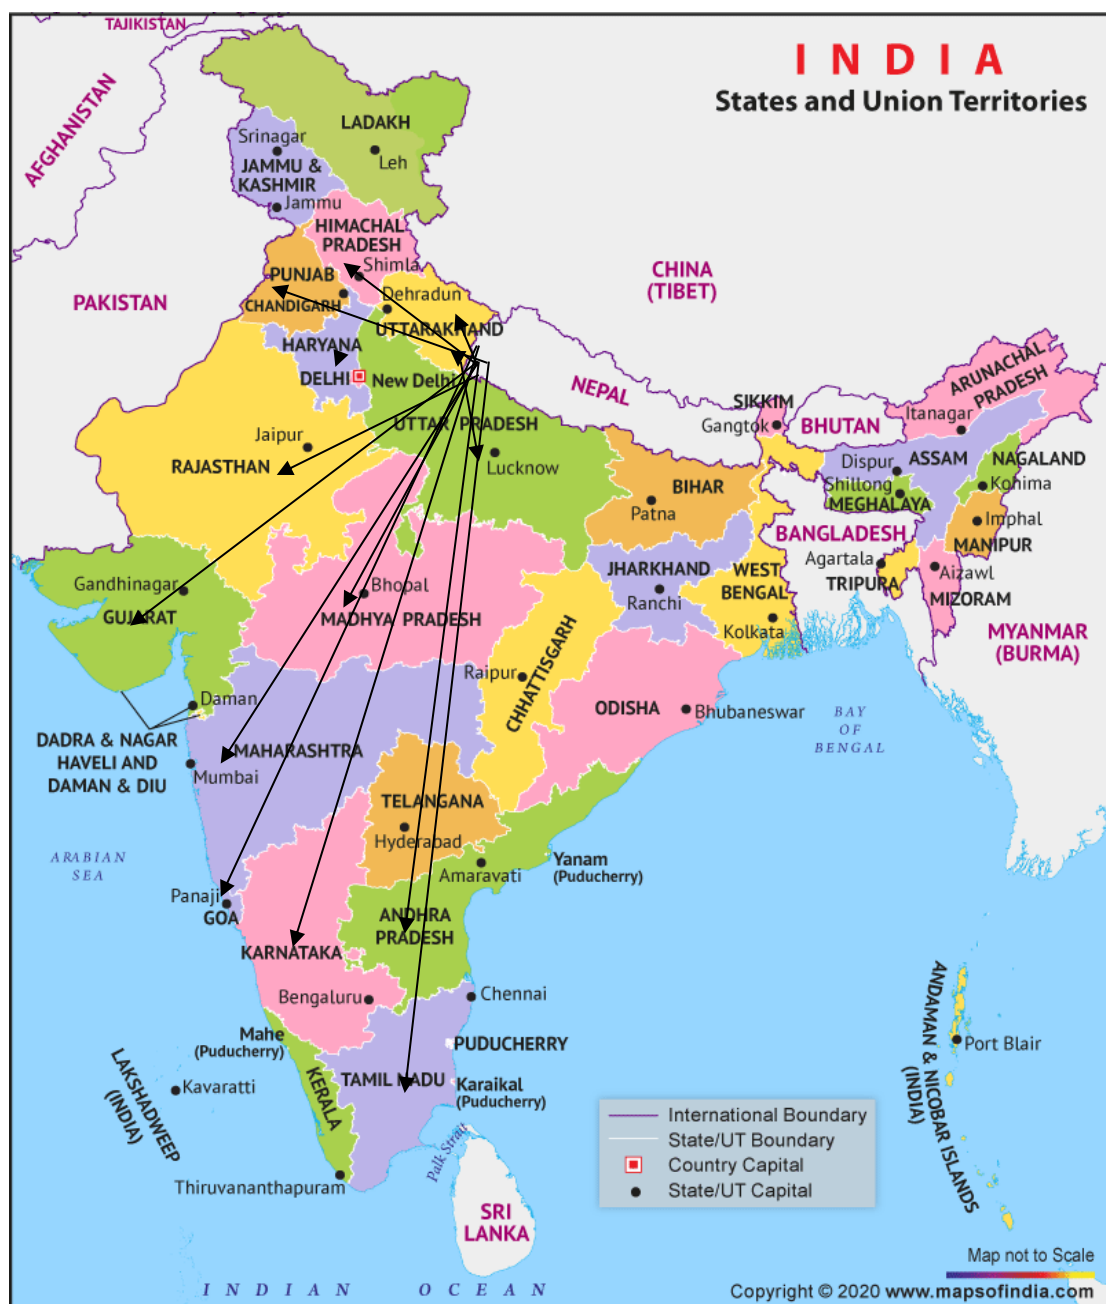 TAJIKISTAN
INDIA
States and Union Territories
AFGHANISTAN
LADAKH
Leh
Srinagar
JAMMU &
KASHMIR
Jammu
HIMACHAL
PRADESH
Shimla
PUNJAB
CHANDIGARH
Dehradun
UTTARAKHAND
CHINA
(TIBET)
PAKISTAN
HARYANA
DELHI
New Delhi
NEPAL
ARUNACHAL
PRADESH
Itanagar
SIKKIM
Gangtok
BHUTAN
UTTAR PRADESH
Lucknow
Jaipur
RAJASTHAN
BIHAR
Patna
Dispur
ASSAM
NAGALAND
Shillong
Kohima
MEGHALAYA
Imphal
MANIPUR
BANGLADESH
Agartala
TRIPURA
Aizawl
MIZORAM
Gandhinagar
GUJARAT
Bhopal
MADHYA PRADESH
JHARKHAND
Ranchi
WEST
BENGAL
Kolkata
MYANMAR
(BURMA)
Raipur
CHHATTISGARH
ODISHA
Bhubaneswar
BAY
OF
BENGAL
Daman
DADRA & NAGAR
HAVELI AND
DAMAN & DIU
MAHARASHTRA
Mumbai
TELANGANA
Hyderabad
ARABIAN
SEA
Amaravati
Yanam
(Puducherry)
Panaji
GOA
ANDHRA
PRADESH
KARNATAKA
Bengaluru
Chennai
Mahe
(Puducherry)
PUDUCHERRY
TAMIL NADU
Karaikal
(Puducherry)
KERALA
LAKSHADWEEP
(INDIA)
Kavaratti
Thiruvananthapuram
Palk Strait
SRI
LANKA
ANDAMAN & NICOBAR ISLANDS
(INDIA)
Port Blair
International Boundary
State/UT Boundary
Country Capital
State/UT Capital
INDIAN OCEAN
Map not to Scale
Copyright © 2020 www.mapsofindia.com